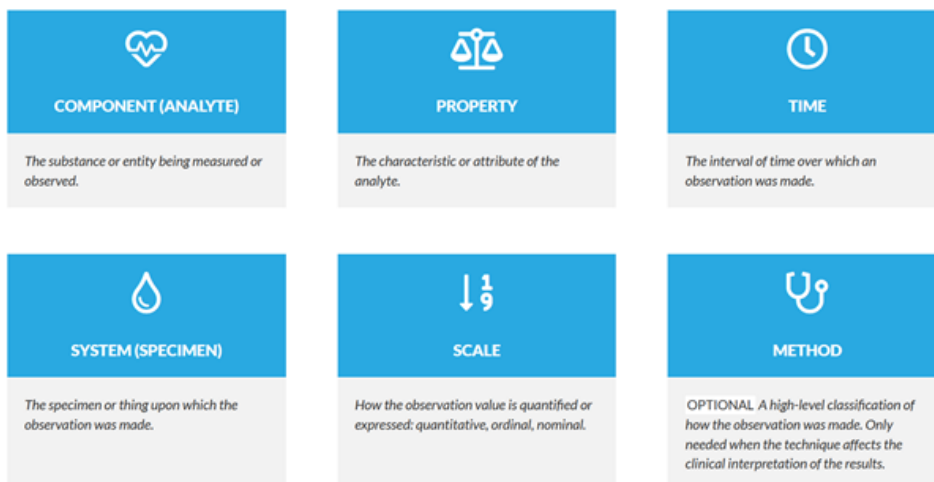 COMPONENT (ANALYTE)
The substance or entity being measured or
observed.
PROPERTY
The characteristic or attribute of the
analyte.
TIME
The interval of time over which an
observation was made.
SYSTEM (SPECIMEN)
The specimen or thing upon which the
observation was made.
1
9
SCALE
How the observation value is quantified or
expressed: quantitative, ordinal, nominal.
METHOD
OPTIONAL A high-level classification of
how the observation was made. Only
needed when the technique affects the
clinical interpretation of the results.